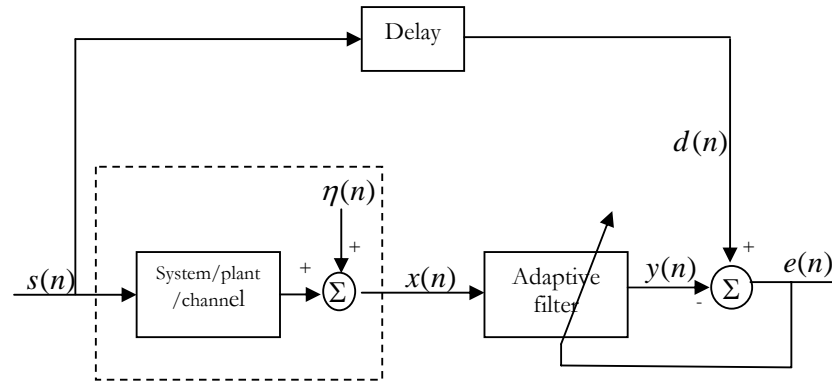 Delay
d(n)
η(n)
+
+
s(n)
System/plant
/channel
Σ
x(n)
Adaptive
filter
y(n)
-
+
Σ
e(n)